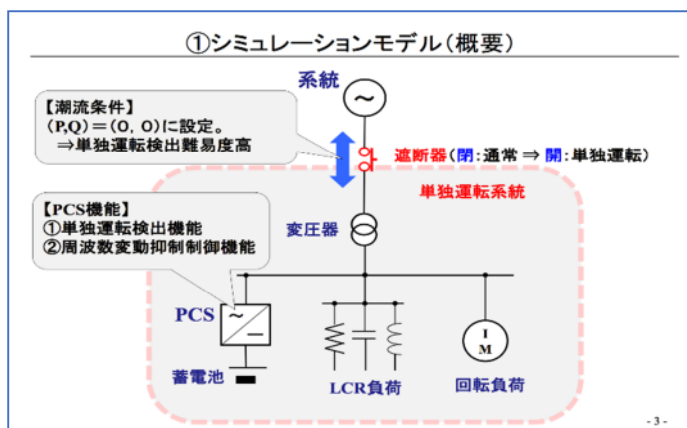 ①シミュレーションモデル(概要)
系統
【潮流条件】
(P,Q)=(0, 0)に設定。
⇒単独運転検出難易度高
遮断器(閉:通常 ⇒ 開:単独運転)
単独運転系統
【PCS機能】
①単独運転検出機能
②周波数変動抑制制御機能
変圧器
PCS
I
M
蓄電池
LCR負荷
回転負荷
- 3 -